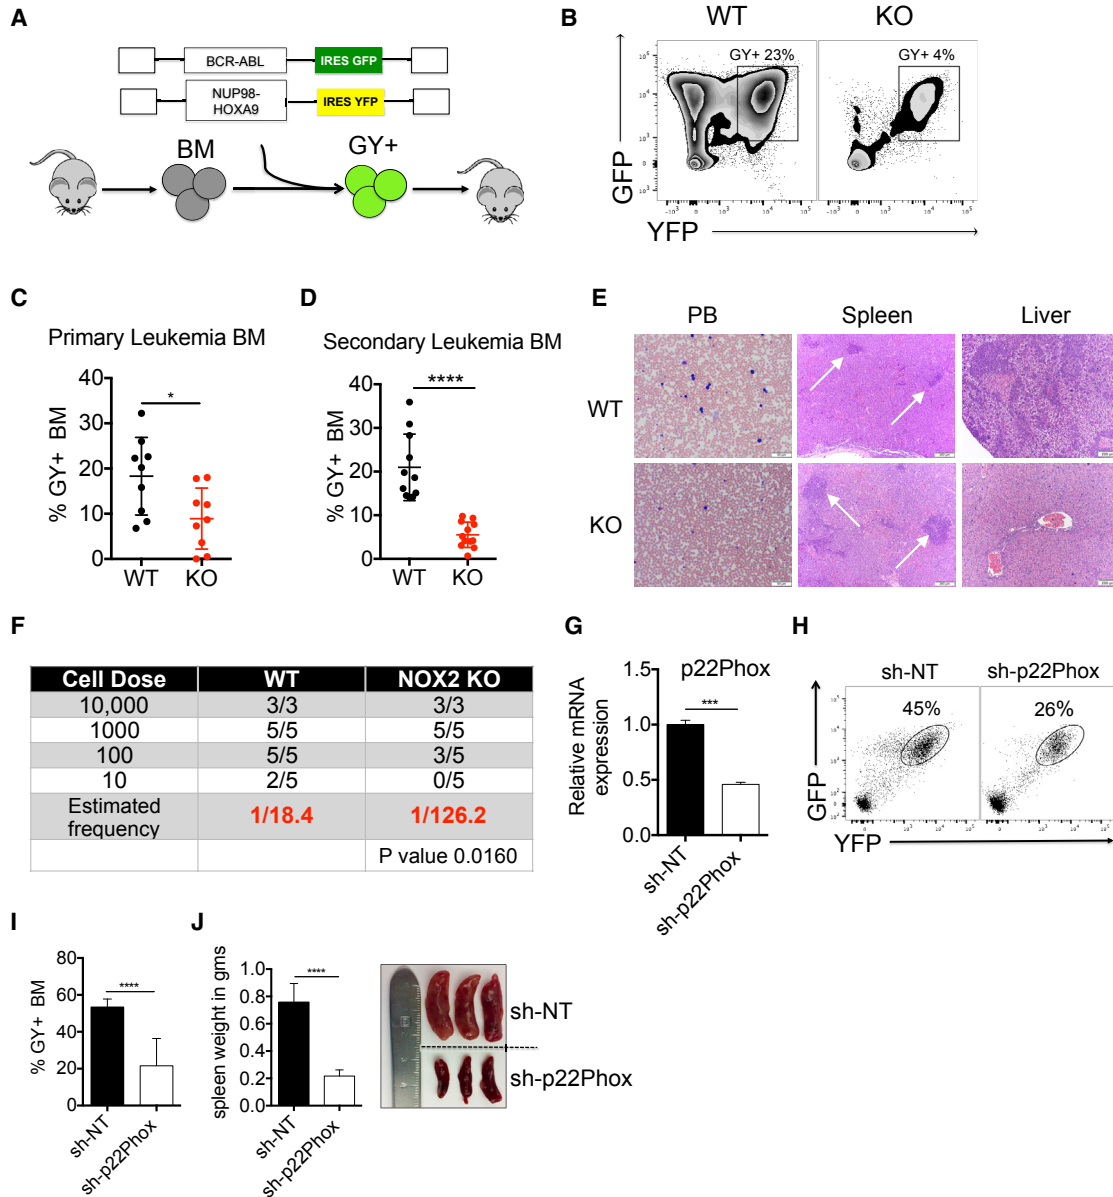 A
BCR-ABL IRES GFP
NUP98-
HOXA9
IRES YFP
BM GY+
B
WT KO
GY+ 23% GY+ 4%
GFP
YFP
C
Primary Leukemia BM
*
% GY+ BM
40
30
20
10
0
WT KO
D
Secondary Leukemia BM
****
% GY+ BM
40
30
20
10
0
WT KO
E
PB Spleen Liver
WT
KO
F
Cell Dose WT NOX2 KO
10,000 3/3 3/3
1000 5/5 5/5
100 5/5 3/5
10 2/5 0/5
Estimated
frequency
1/18.4 1/126.2
P value 0.0160
G
p22Phox
***
Relative mRNA
expression
1.5
1.0
0.5
0.0
sh-NT
sh-p22Phox
H
sh-NT sh-p22Phox
45% 26%
GFP
YFP
I
****
% GY+ BM
80
60
40
20
0
sh-NT
sh-p22Phox
J
****
spleen weight in gms
1.0
0.8
0.6
0.4
0.2
0.0
sh-NT
sh-p22Phox
sh-NT
sh-p22Phox